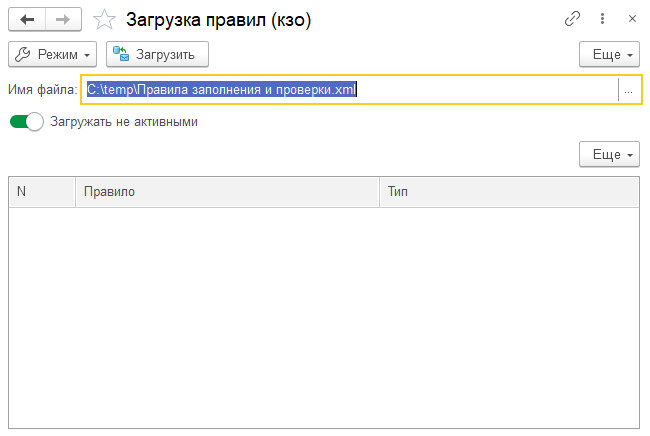 Загрузка правил (кзо)
Режим Загрузить Еще
Имя файла: C:\temp\Правила заполнения и проверки.xml ...
Загружать не активными
Еще
N Правило Тип